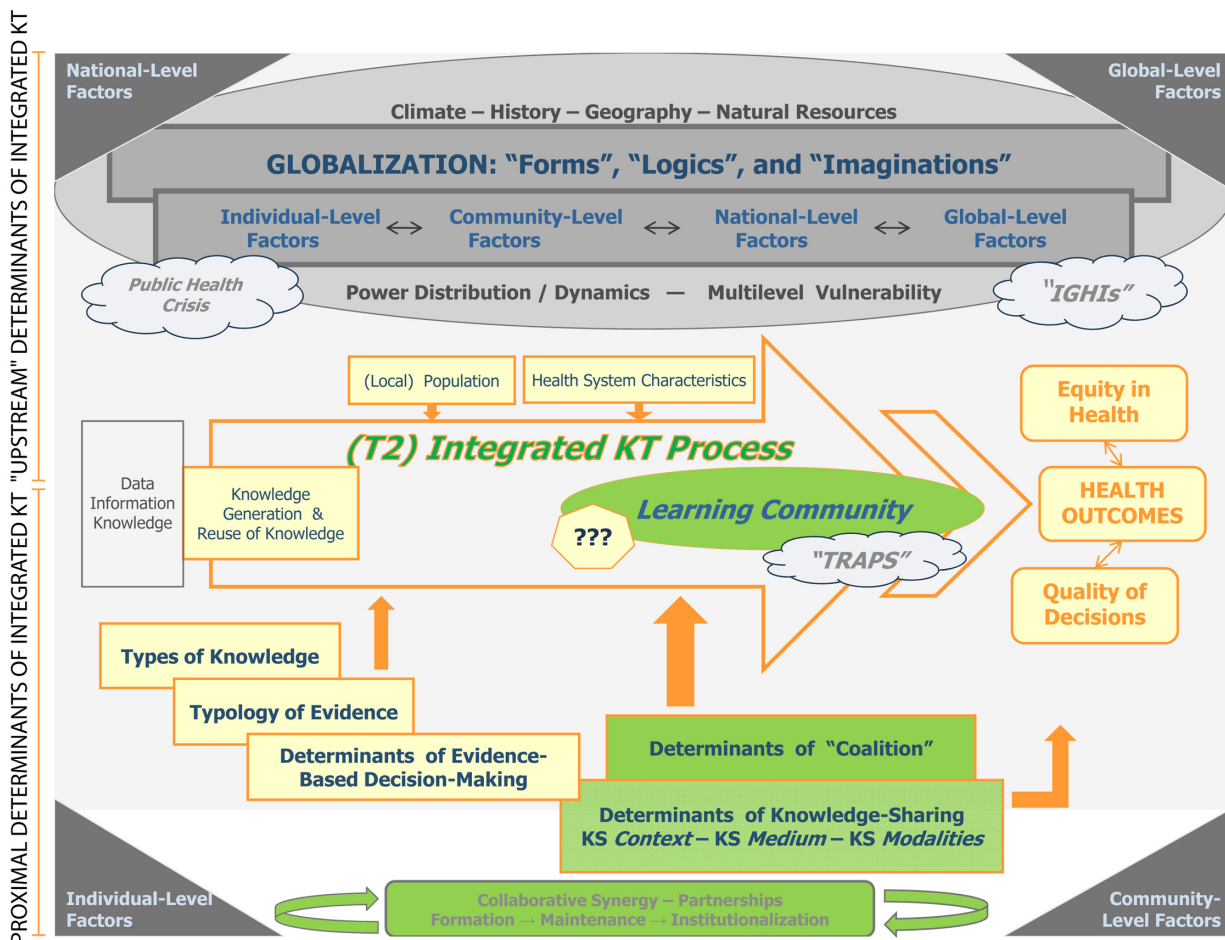 "UPSTREAM" DETERMINANTS OF INTEGRATED KT
PROXIMAL DETERMINANTS OF INTEGRATED KT
National-Level
Factors
Global-Level
Factors
Climate – History – Geography – Natural Resources
GLOBALIZATION: “Forms”, “Logics”, and “Imaginations”
Individual-Level
Factors
Community-Level
Factors
National-Level
Factors
Global-Level
Factors
Public Health
Crisis
Power Distribution / Dynamics — Multilevel Vulnerability
“IGHIs”
(Local) Population
Health System Characteristics
(T2) Integrated KT Process
Data
Information
Knowledge
Knowledge
Generation &
Reuse of Knowledge
Learning Community
???
“TRAPS”
Equity in
Health
HEALTH
OUTCOMES
Quality of
Decisions
Types of Knowledge
Typology of Evidence
Determinants of Evidence-
Based Decision-Making
Determinants of “Coalition”
Determinants of Knowledge-Sharing
KS Context – KS Medium – KS Modalities
Individual-Level
Factors
Collaborative Synergy – Partnerships
Formation → Maintenance → Institutionalization
Community-
Level Factors